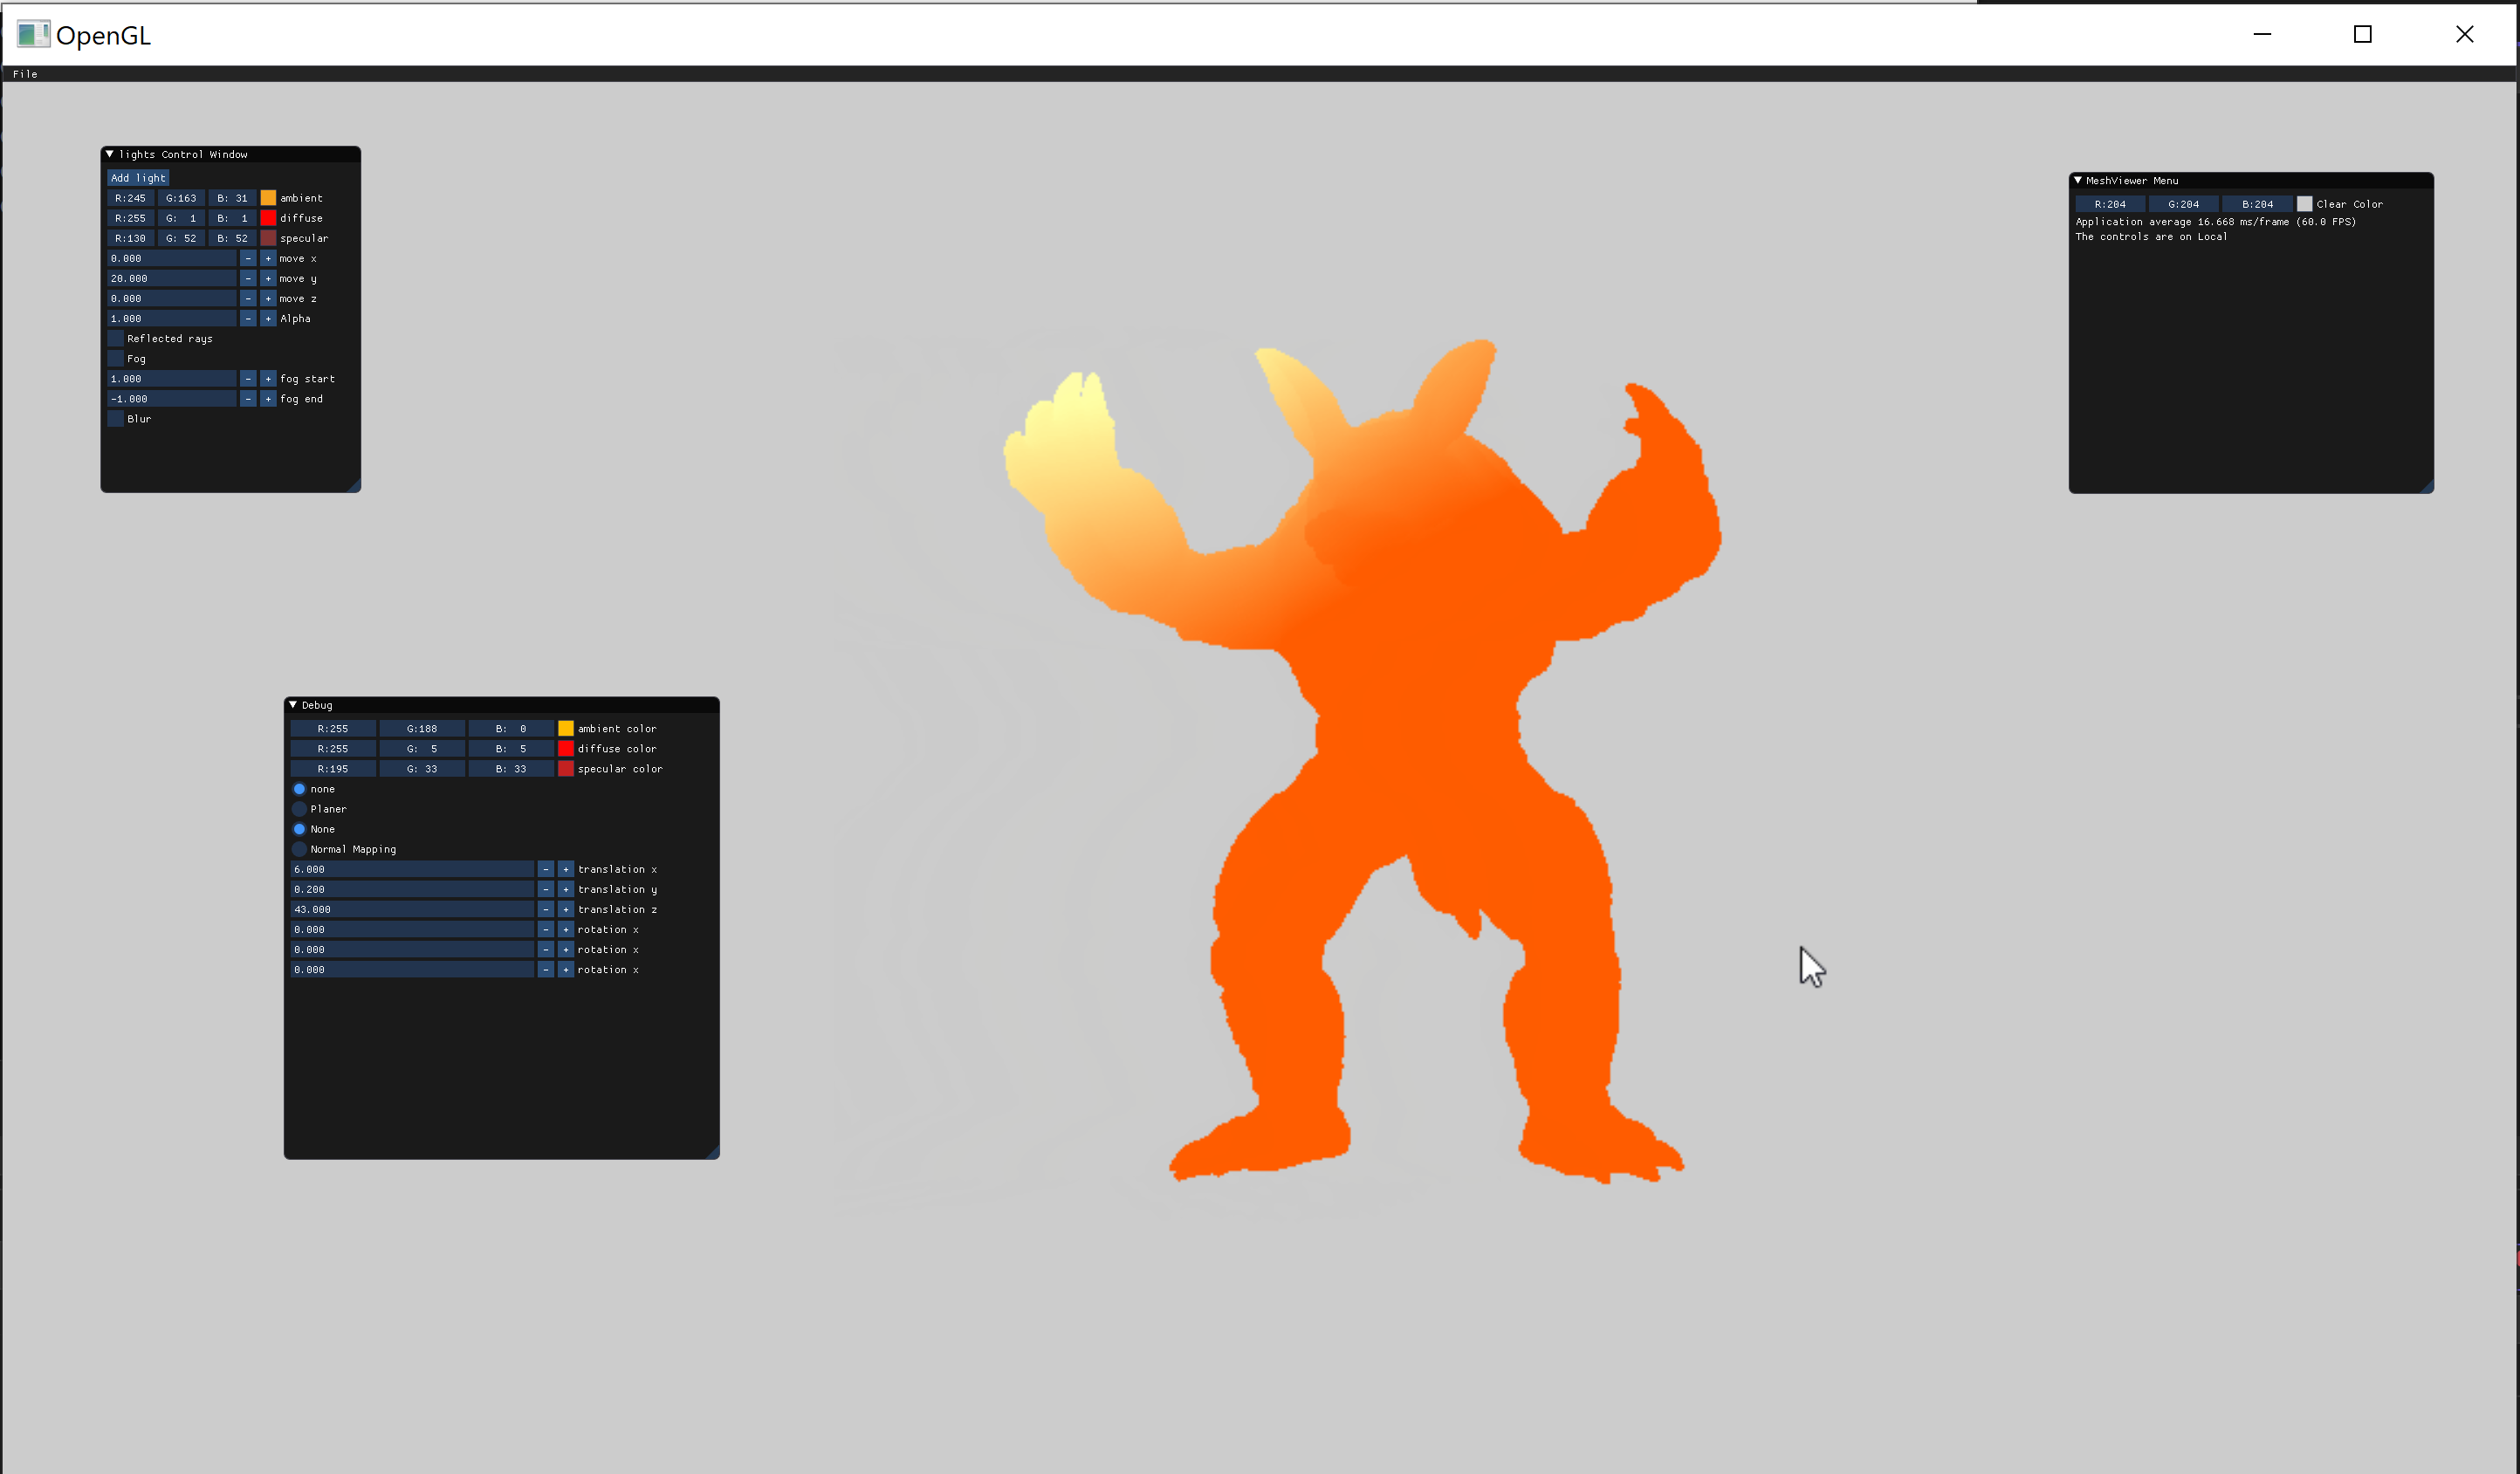 OpenGL
File
lights Control Window
Add light
R:245 G:163 B: 31 ambient
R:255 G: 1 B: 1 diffuse
R:130 G: 52 B: 52 specular
0.000 - + move x
20.000 - + move y
0.000 - + move z
1.000 - + Alpha
Reflected rays
Fog
1.000 - + fog start
-1.000 - + fog end
Blur
MeshViewer Menu
R:204 G:204 B:204 Clear Color
Application average 16.668 ms/frame (60.0 FPS)
The controls are on Local
Debug
R:255 G:188 B: 0 ambient color
R:255 G: 5 B: 5 diffuse color
R:195 G: 33 B: 33 specular color
none
Planer
None
Normal Mapping
6.000 - + translation x
0.200 - + translation y
43.000 - + translation z
0.000 - + rotation x
0.000 - + rotation x
0.000 - + rotation x